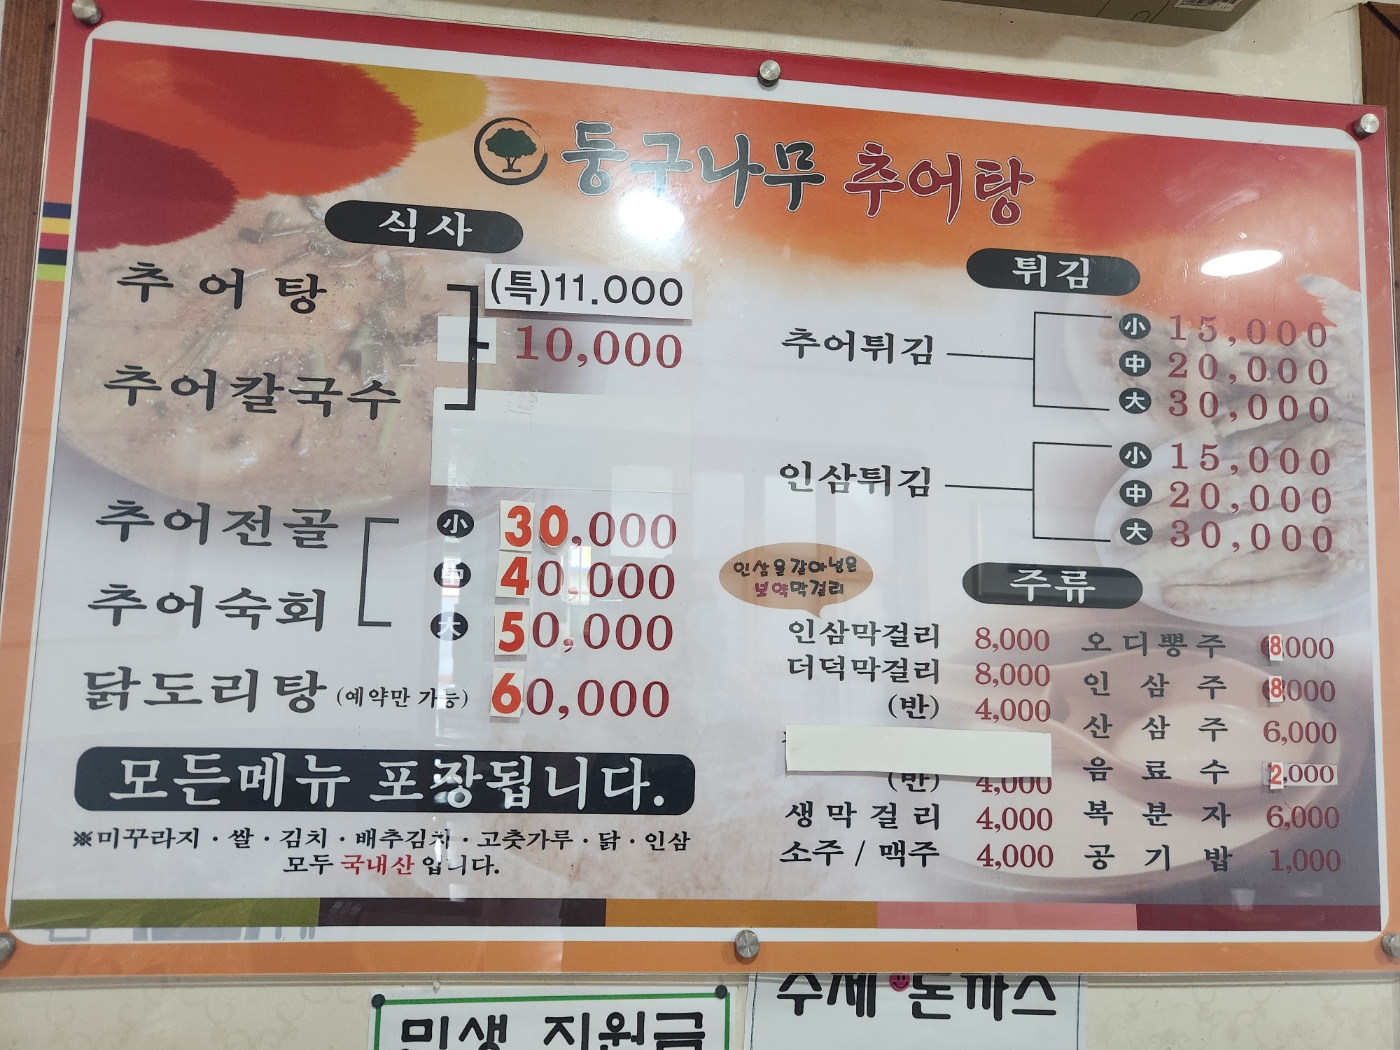 둥구나무 추어탕
식사
추어탕 (특)11.000
10,000
추어칼국수
추어전골 小 30,000
中 40,000
추어숙회 大 50,000
닭도리탕 (예약만 가능) 60,000
모든메뉴 포장됩니다.
※미꾸라지 · 쌀 · 김치 · 배추김치 · 고춧가루 · 닭 · 인삼
모두 국내산 입니다.
튀김
추어튀김 小 15,000
中 20,000
大 30,000
인삼튀김 小 15,000
中 20,000
大 30,000
인삼을갈아넣은
보약막걸리
주류
인삼막걸리 8,000
더덕막걸리 8,000
(반) 4,000
(반) 4,000
생막걸리 4,000
소주 / 맥주 4,000
오디뽕주 8,000
인삼주 8,000
산삼주 6,000
음료수 2,000
복분자 6,000
공기밥 1,000
민생 지원금
수제 돈까스